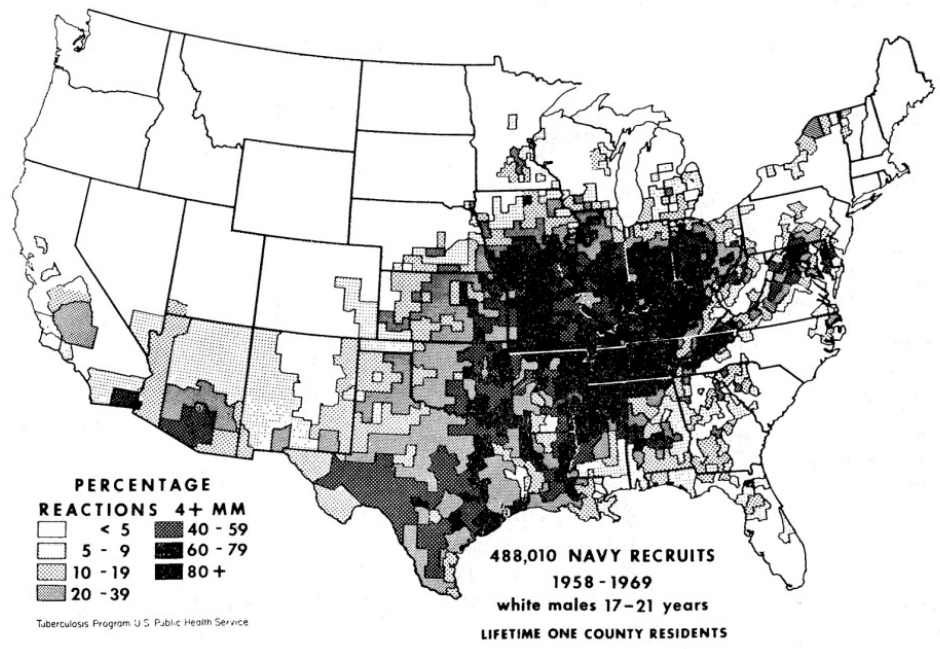 PERCENTAGE
REACTIONS 4+ MM
< 5
40 - 59
5 - 9
60 - 79
10 - 19
80 +
20 - 39
Tuberculosis Program U S Public Health Service
488,010 NAVY RECRUITS
1958 - 1969
white males 17-21 years
LIFETIME ONE COUNTY RESIDENTS